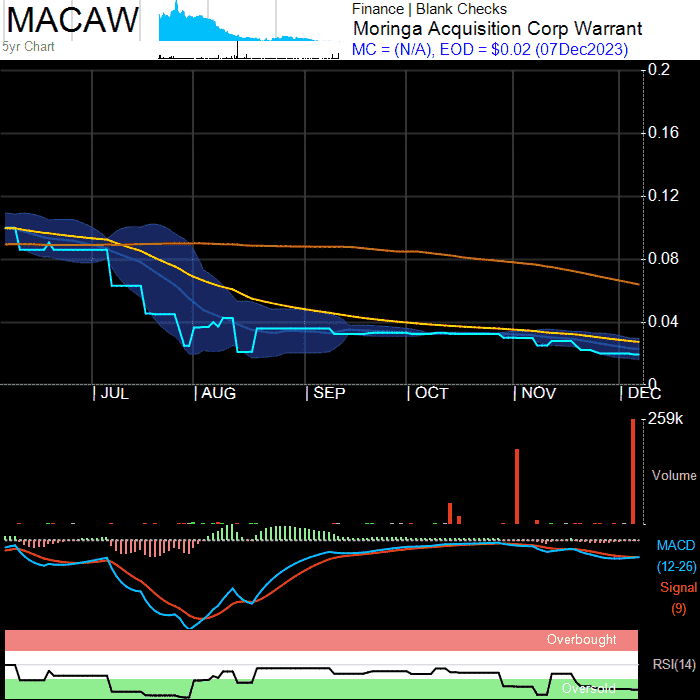 MACAW
5yr Chart
Finance | Blank Checks
Moringa Acquisition Corp Warrant
MC = (N/A), EOD = $0.02 (07Dec2023)
0.2
0.16
0.12
0.08
0.04
0
| JUL | AUG | SEP | OCT | NOV | DEC
259k
Volume
MACD
(12-26)
Signal
(9)
Overbought
RSI(14)
Oversold